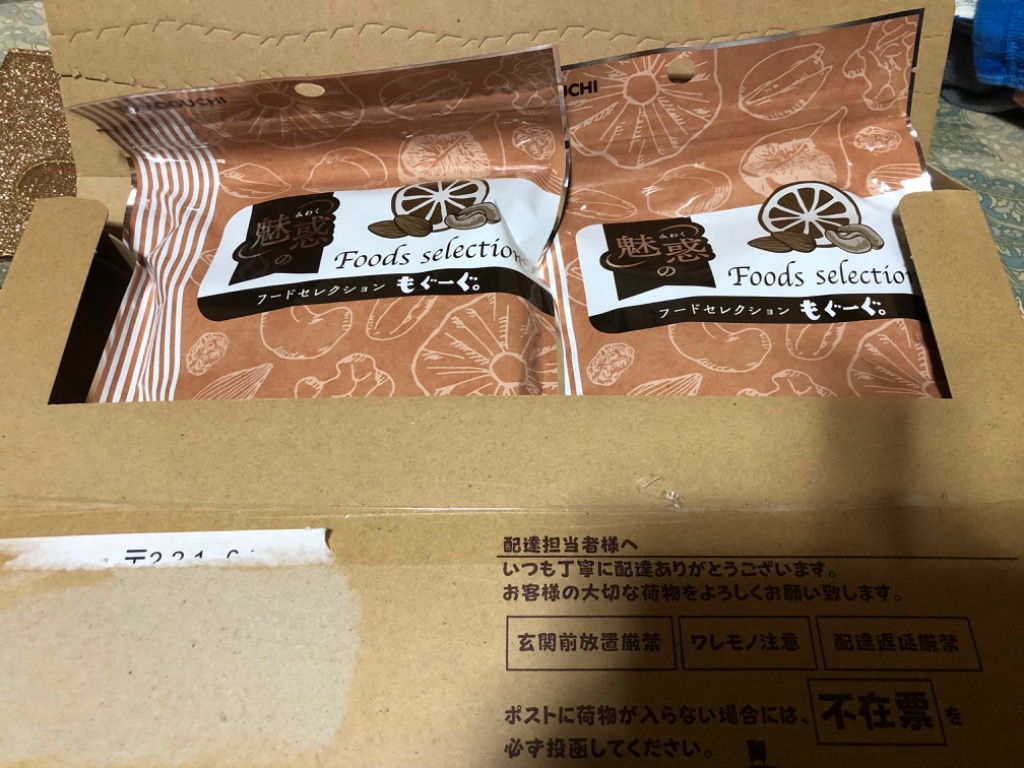 COUCHI
UCHI
みわく
魅惑の
Foods selection
フードセレクション もぐーぐ。
みわく
魅惑の
Foods selection
フードセレクション もぐーぐ。
配達担当者様へ
いつも丁寧に配達ありがとうございます。
お客様の大切な荷物をよろしくお願い致します。
玄関前放置厳禁 ワレモノ注意 配達遅延厳禁
ポストに荷物が入らない場合には、不在票を
必ず投函してください。